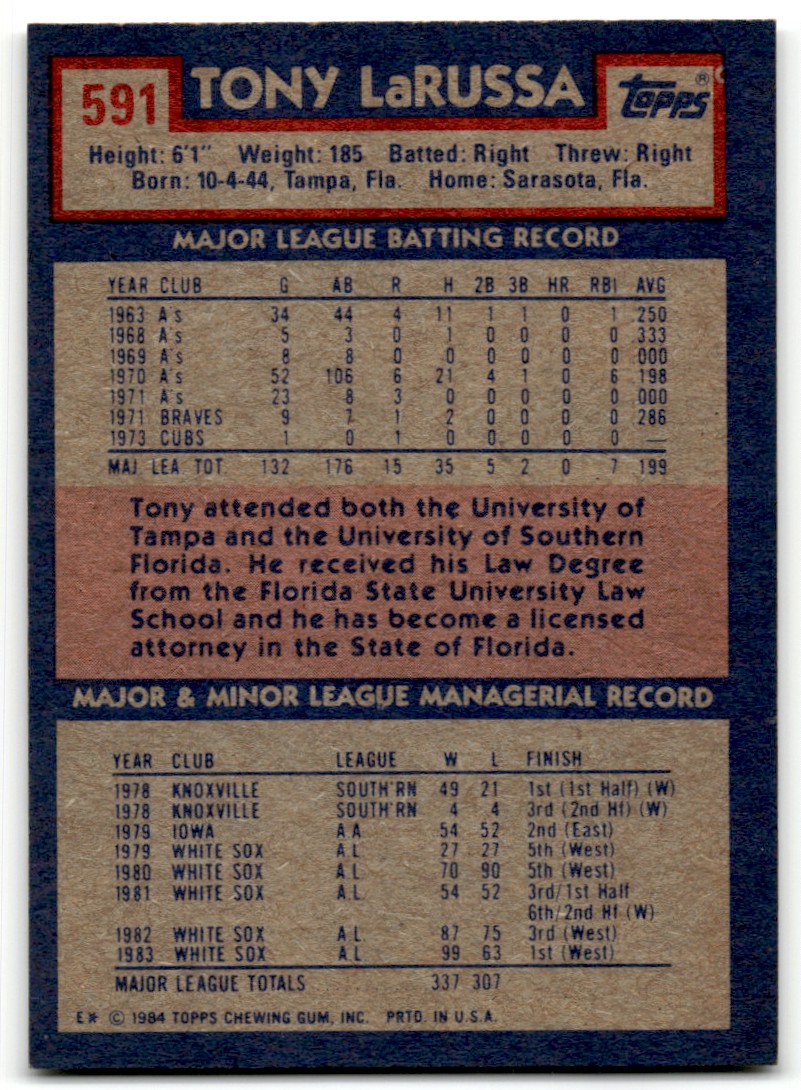 591 TONY LaRUSSA Topps®
Height: 6'1" Weight: 185 Batted: Right Threw: Right
Born: 10-4-44, Tampa, Fla. Home: Sarasota, Fla.
MAJOR LEAGUE BATTING RECORD
YEAR CLUB G AB R H 2B 3B HR RBI AVG
1963 A's 34 44 4 11 1 1 0 1 .250
1968 A's 5 3 0 1 0 0 0 0 .333
1969 A's 8 8 0 0 0 0 0 0 .000
1970 A's 52 106 6 21 4 1 0 6 .198
1971 A's 23 8 3 0 0 0 0 0 .000
1971 BRAVES 9 7 1 2 0 0 0 0 .286
1973 CUBS 1 0 1 0 0 0 0 0 —
MAJ. LEA. TOT. 132 176 15 35 5 2 0 7 .199
Tony attended both the University of
Tampa and the University of Southern
Florida. He received his Law Degree
from the Florida State University Law
School and he has become a licensed
attorney in the State of Florida.
MAJOR & MINOR LEAGUE MANAGERIAL RECORD
YEAR CLUB LEAGUE W L FINISH
1978 KNOXVILLE SOUTH'RN 49 21 1st (1st Half) (W)
1978 KNOXVILLE SOUTH'RN 4 4 3rd (2nd Hf) (W)
1979 IOWA A.A. 54 52 2nd (East)
1979 WHITE SOX A.L. 27 27 5th (West)
1980 WHITE SOX A.L. 70 90 5th (West)
1981 WHITE SOX A.L. 54 52 3rd/1st Half
6th/2nd Hf (W)
1982 WHITE SOX A.L. 87 75 3rd (West)
1983 WHITE SOX A.L. 99 63 1st (West)
MAJOR LEAGUE TOTALS 337 307
E* © 1984 TOPPS CHEWING GUM, INC. PRTD. IN U.S.A.